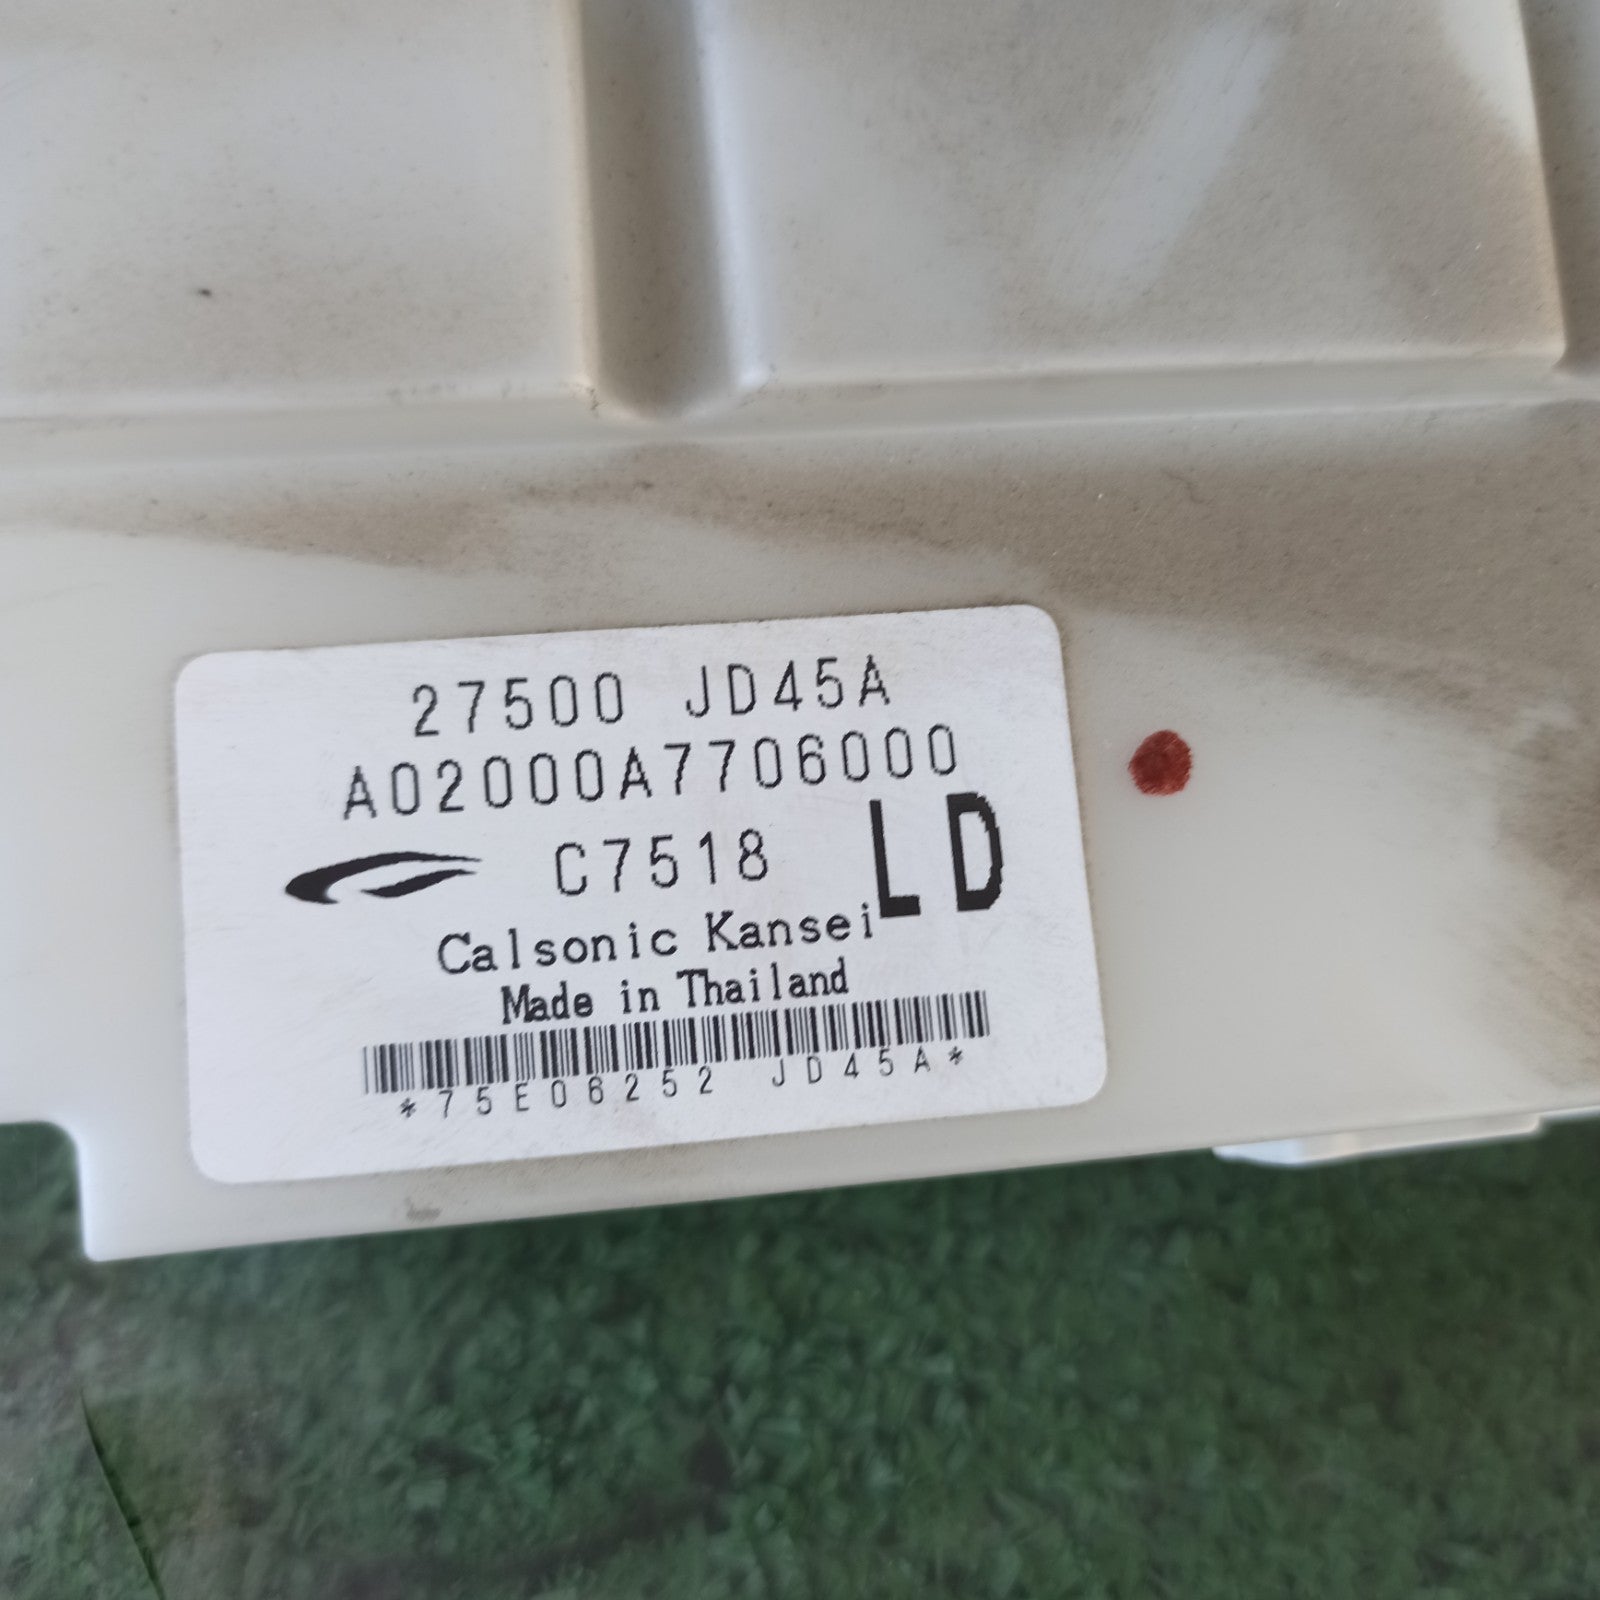 27500 JD45A
A02000A7706000
C7518 LD
Calsonic Kansei
Made in Thailand
*75E06252 JD45A*